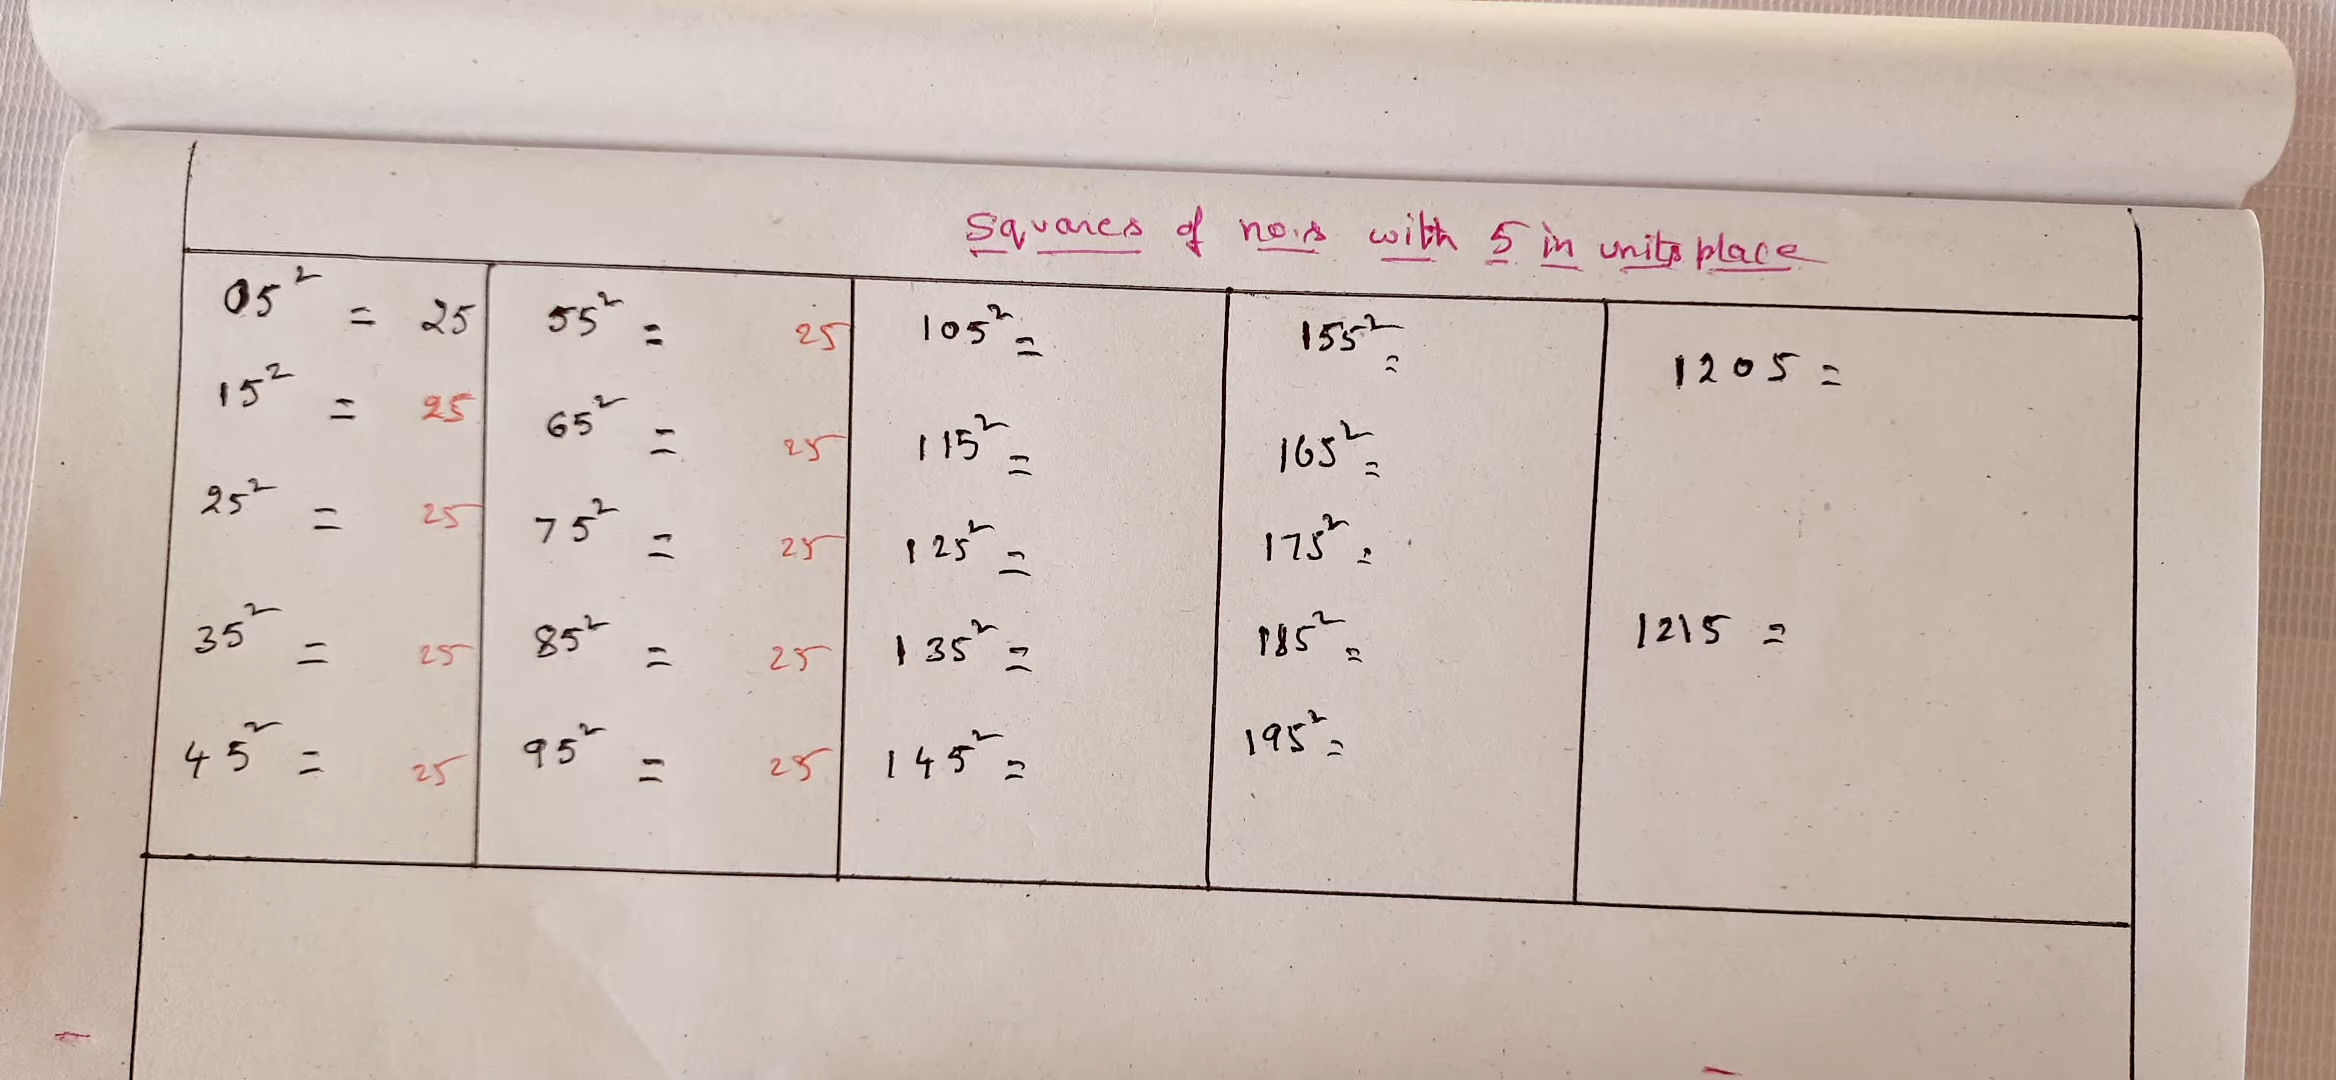 Squares of no.s with 5 in units place
05² = 25
15² = 25
25² = 25
35² = 25
45² = 25
55² = 25
65² = 25
75² = 25
85² = 25
95² = 25
105² =
115² =
125² =
135² =
145² =
155² =
165² =
175² =
185² =
195² =
1205 =
1215 =